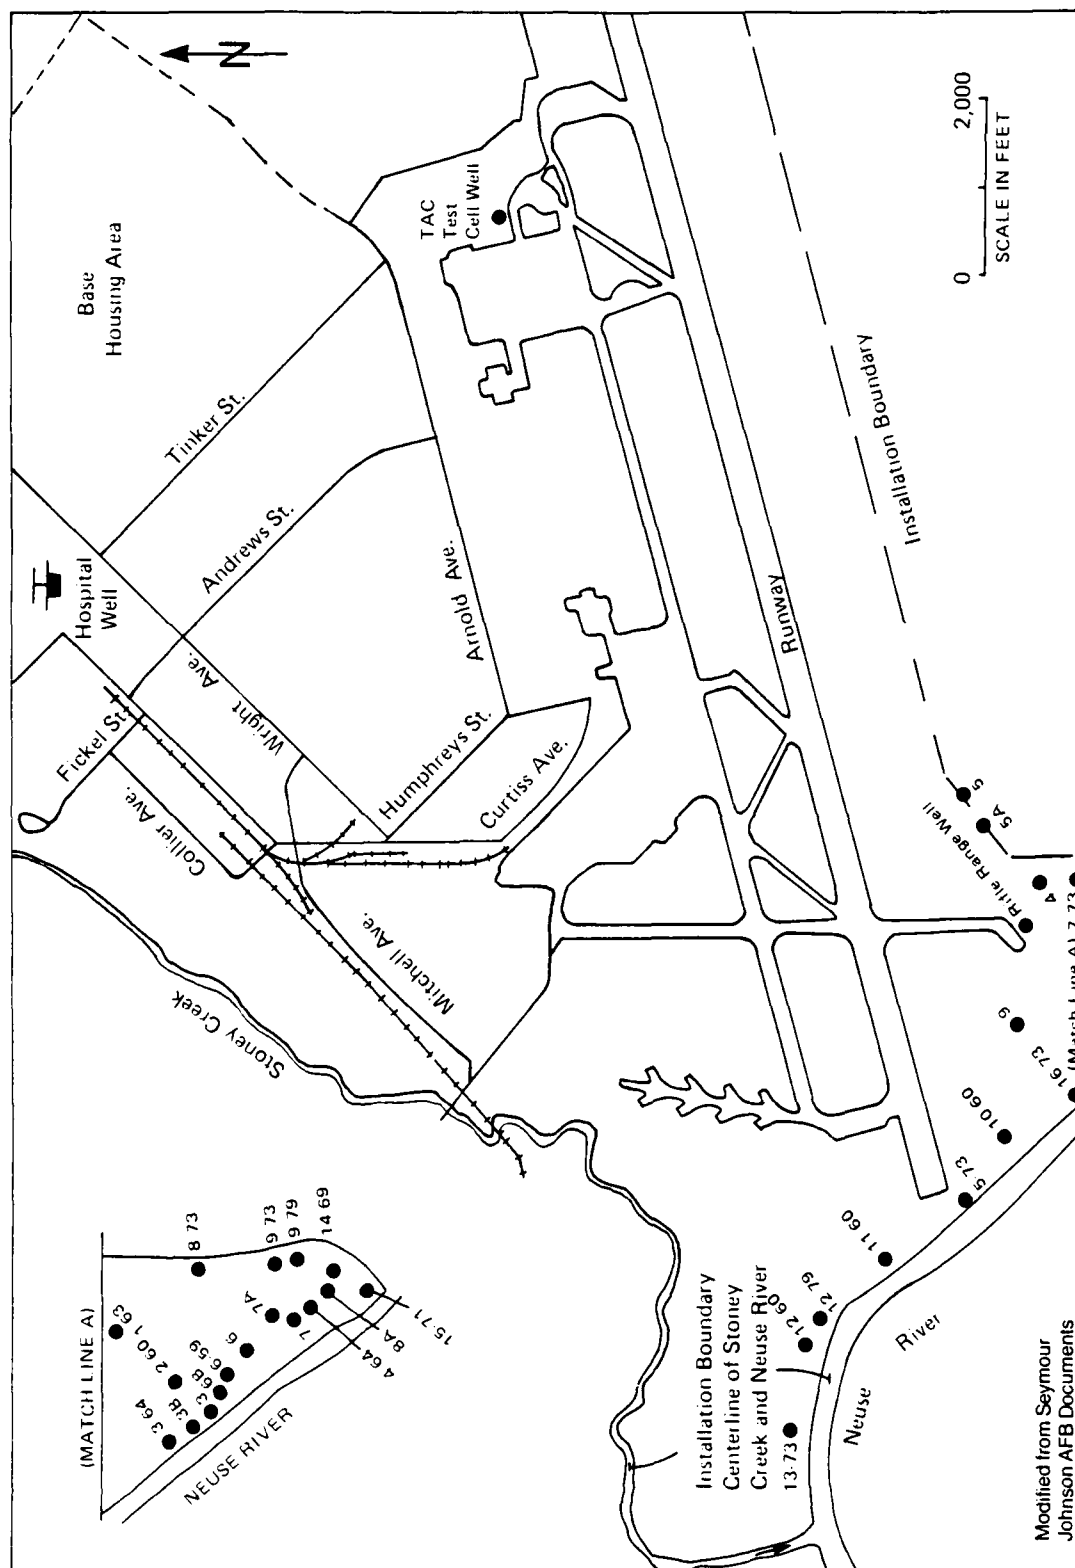 N
Base
Housing Area
Tinker St.
Andrews St.
Hospital
Well
Fickel St
Collier Ave.
Wright
Ave.
Arnold Ave.
Humphreys St.
Curtiss Ave.
Mitchell Ave.
Stoney Creek
TAC
Test
Cell Well
0
2,000
SCALE IN FEET
Installation Boundary
Runway
5
5A
Rifle Range Well
4
(Match Line A) 7 73
9
16-73
10 60
5-73
11 60
12 79
12 60
13-73
Installation Boundary
Centerline of Stoney
Creek and Neuse River
Neuse
River
(MATCH LINE A)
1 63
2 60
3 64
3B
3
6B
6-59
6
7A
7
4 64
8A
15-71
8 73
9 73
9 79
14 69
NEUSE RIVER
Modified from Seymour
Johnson AFB Documents